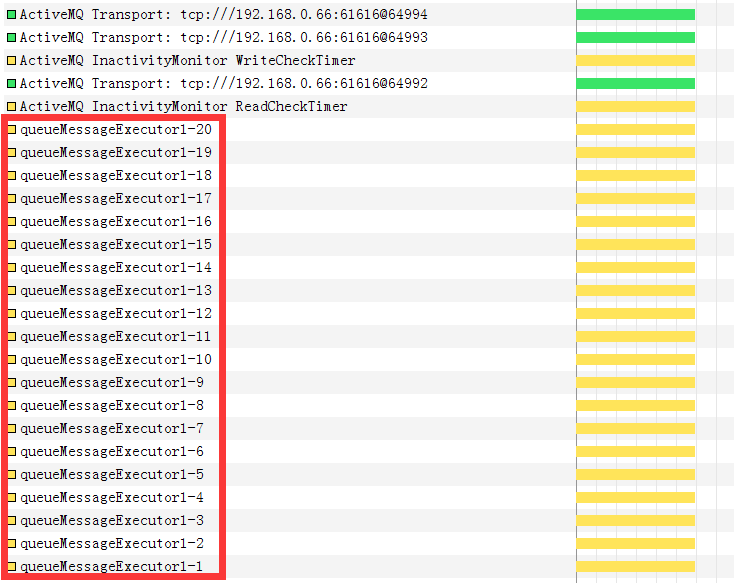 ActiveMQ Transport: tcp:///192.168.0.66:61616@64994
ActiveMQ Transport: tcp:///192.168.0.66:61616@64993
ActiveMQ InactivityMonitor WriteCheckTimer
ActiveMQ Transport: tcp:///192.168.0.66:61616@64992
ActiveMQ InactivityMonitor ReadCheckTimer
queueMessageExecutor1-20
queueMessageExecutor1-19
queueMessageExecutor1-18
queueMessageExecutor1-17
queueMessageExecutor1-16
queueMessageExecutor1-15
queueMessageExecutor1-14
queueMessageExecutor1-13
queueMessageExecutor1-12
queueMessageExecutor1-11
queueMessageExecutor1-10
queueMessageExecutor1-9
queueMessageExecutor1-8
queueMessageExecutor1-7
queueMessageExecutor1-6
queueMessageExecutor1-5
queueMessageExecutor1-4
queueMessageExecutor1-3
queueMessageExecutor1-2
queueMessageExecutor1-1